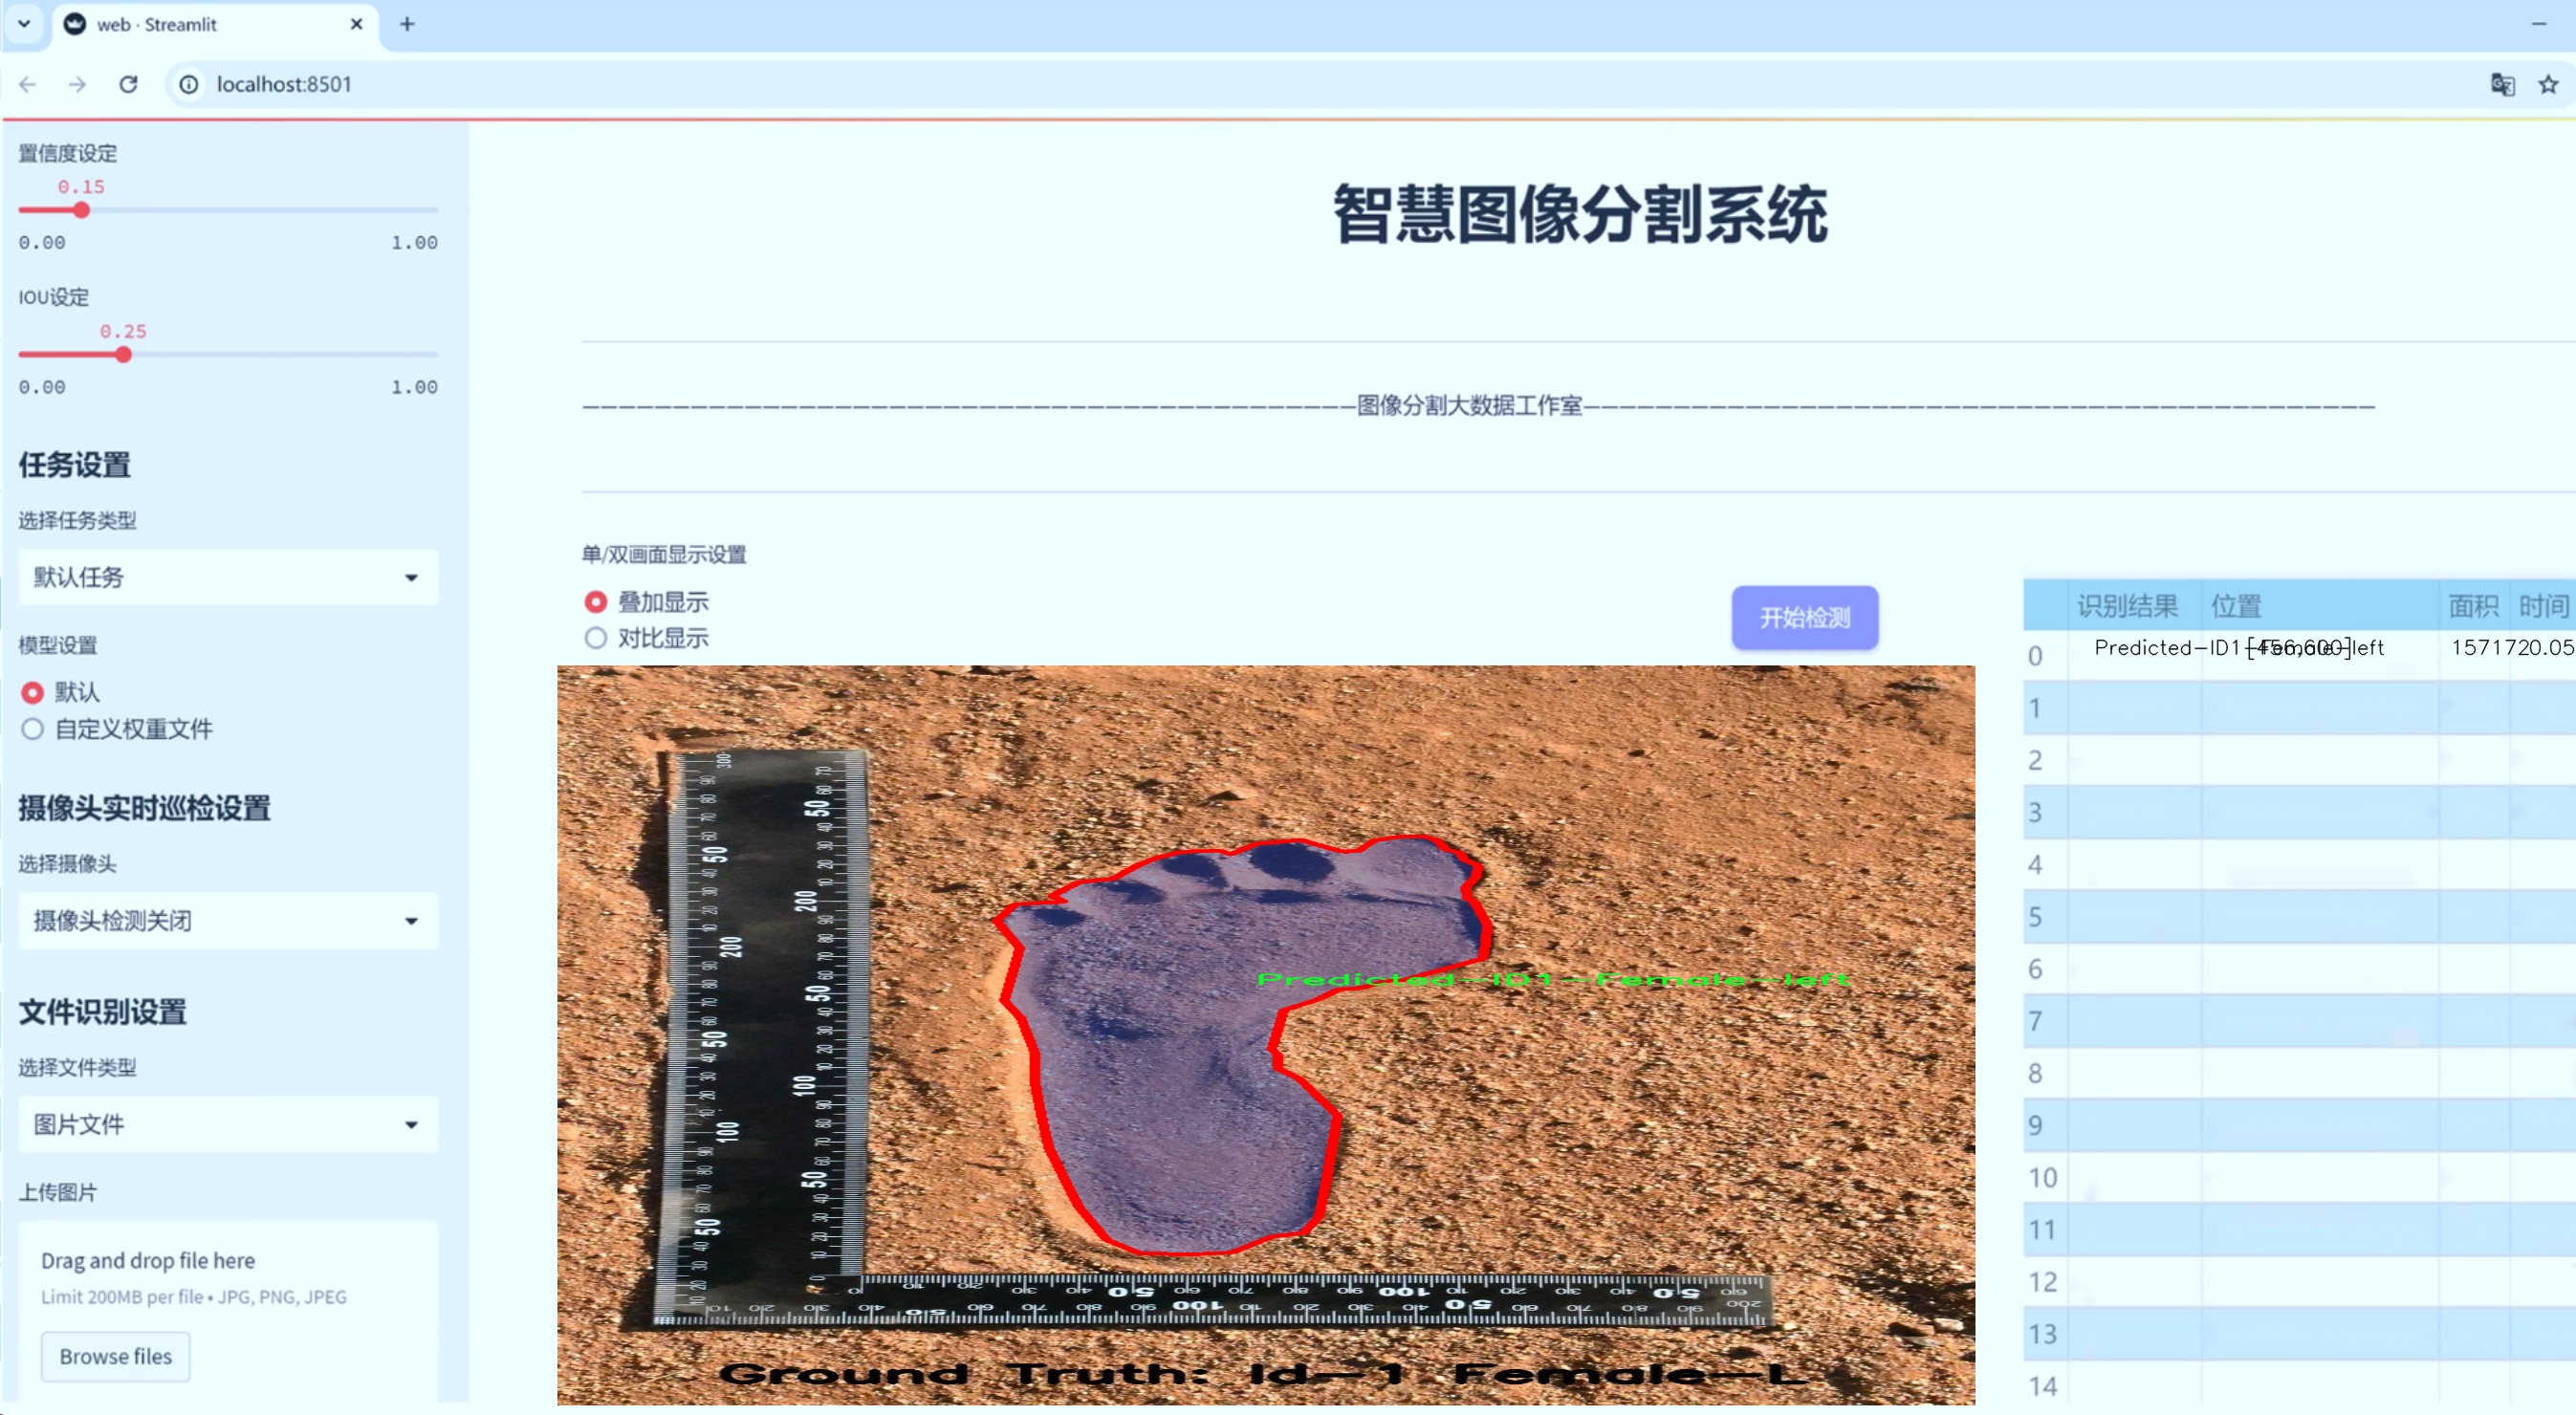 web · Streamlit
localhost:8501
置信度设定
0.15
0.00 1.00
IOU设定
0.25
0.00 1.00
任务设置
选择任务类型
默认任务
模型设置
默认
自定义权重文件
摄像头实时巡检设置
选择摄像头
摄像头检测关闭
文件识别设置
选择文件类型
图片文件
上传图片
Drag and drop file here
Limit 200MB per file • JPG, PNG, JPEG
Browse files
智慧图像分割系统
图像分割大数据工作室
单/双画面显示设置
叠加显示
对比显示
开始检测
Predicted-ID1-Female-left
Ground Truth: Id-1 Female-L
识别结果 位置 面积 时间
0 Predicted-ID1-Female-left [456,600] 1571720.05
1
2
3
4
5
6
7
8
9
10
11
12
13
14